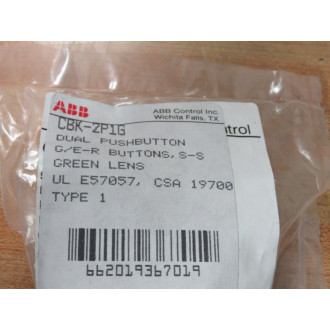 ABB
ABB Control Inc.
Wichita Falls, TX
CBK-2P1G
DUAL PUSHBUTTON
G/E-R BUTTONS,S-S
GREEN LENS
UL E57057, CSA 19700
TYPE 1
662019367019